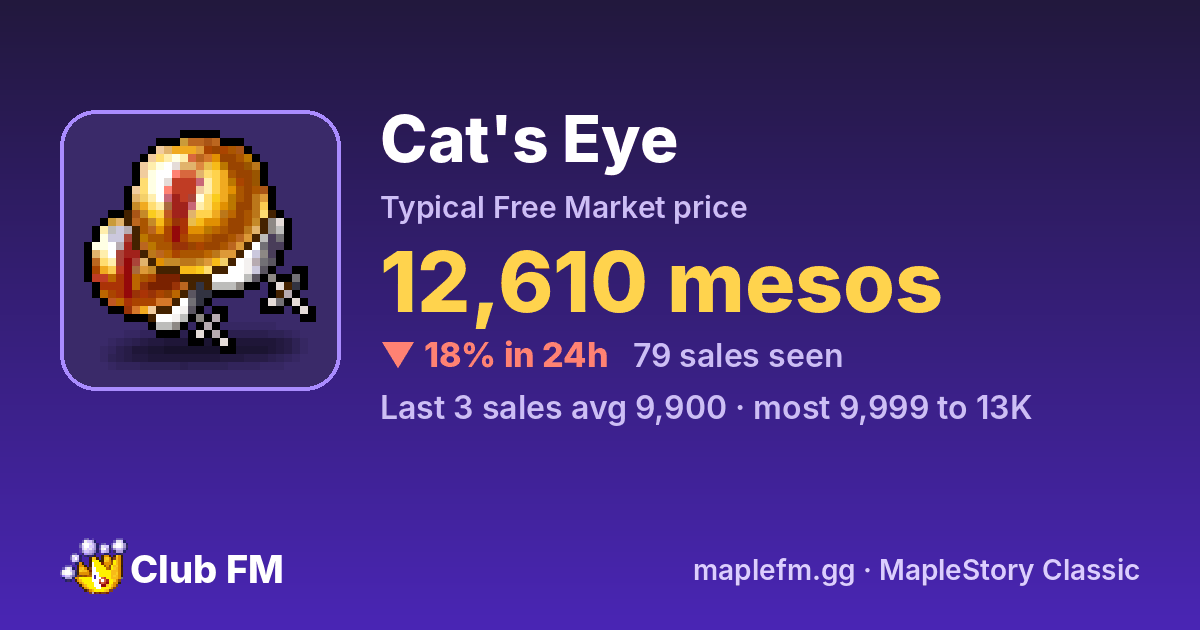 Cat's Eye
Typical Free Market price
12,610 mesos
▼ 18% in 24h 79 sales seen
Last 3 sales avg 9,900 · most 9,999 to 13K
Club FM
maplefm.gg · MapleStory Classic